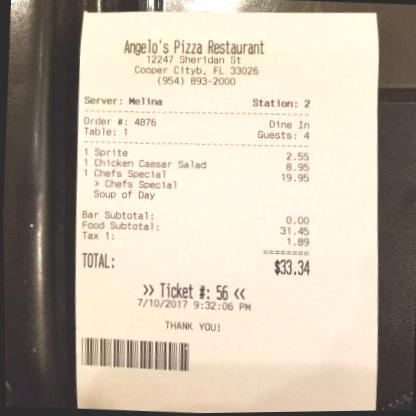 Angelo's Pizza Restaurant
12247 Sheridan St
Cooper Cityb, FL 33026
(954) 893-2000
Server: Melina Station: 2
Order #: 4876 Dine In
Table: 1 Guests: 4
1 Sprite 2.55
1 Chicken Caesar Salad 8.95
1 Chefs Special 19.95
> Chefs Special
Soup of Day
Bar Subtotal: 0.00
Food Subtotal: 31.45
Tax 1: 1.89
========
TOTAL: $33.34
>> Ticket #: 56 <<
7/10/2017 9:32:06 PM
THANK YOU!